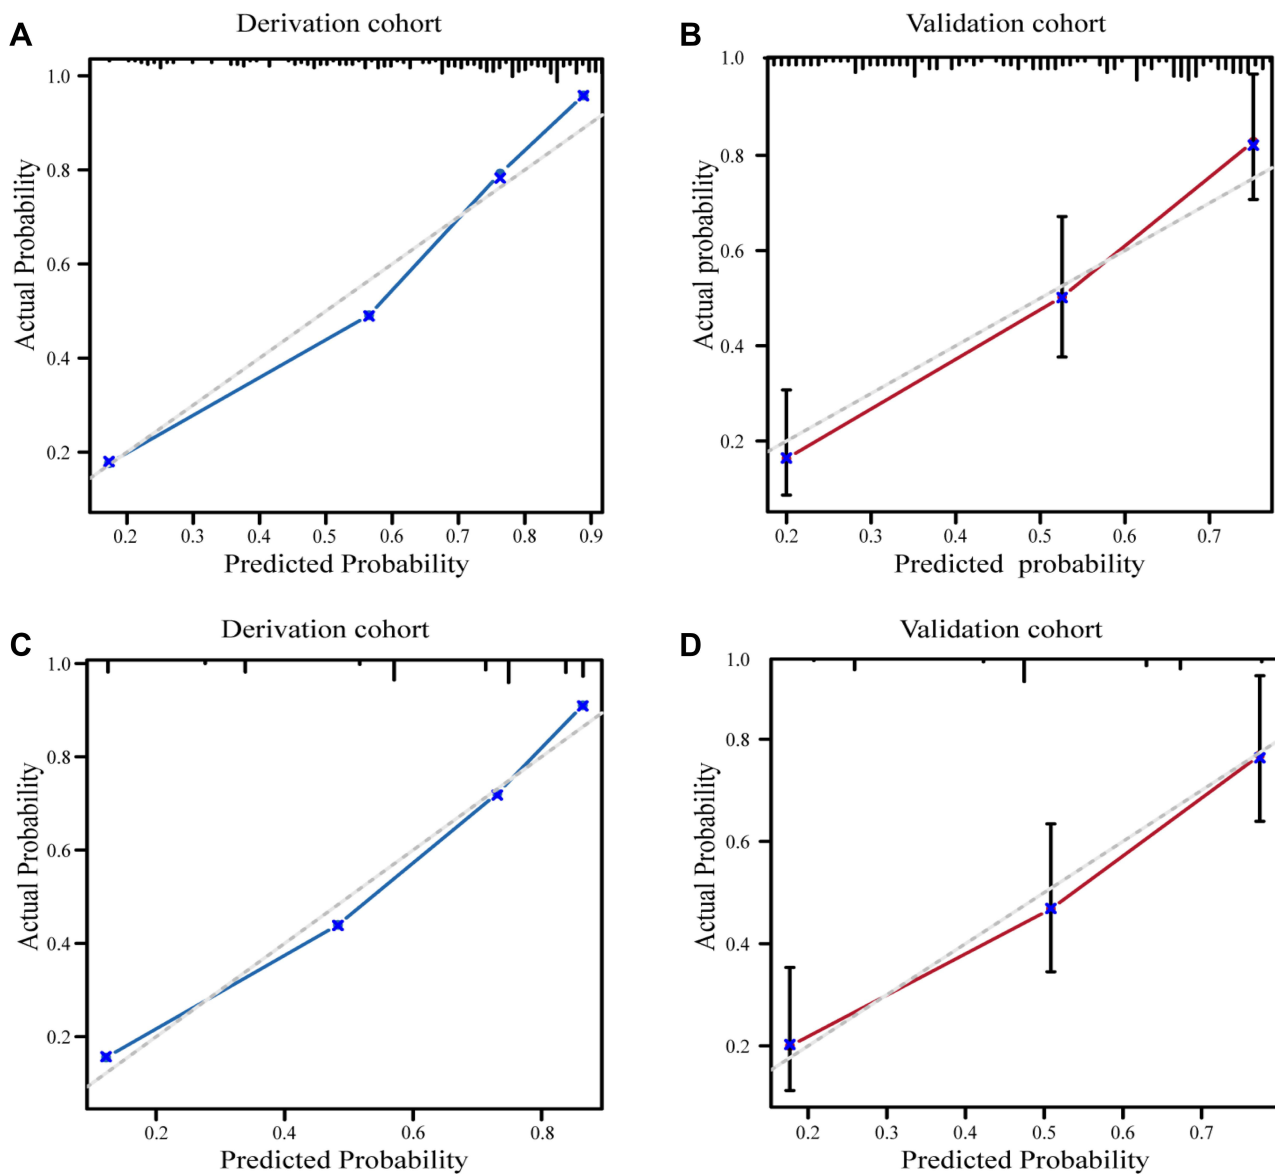 A
Derivation cohort
Actual Probability
1.0
0.8
0.6
0.4
0.2
0.2 0.3 0.4 0.5 0.6 0.7 0.8 0.9
Predicted Probability
B
Validation cohort
Actual probability
1.0
0.8
0.6
0.4
0.2
0.2 0.3 0.4 0.5 0.6 0.7
Predicted probability
C
Derivation cohort
Actual Probability
1.0
0.8
0.6
0.4
0.2
0.2 0.4 0.6 0.8
Predicted Probability
D
Validation cohort
Actual Probability
1.0
0.8
0.6
0.4
0.2
0.2 0.3 0.4 0.5 0.6 0.7
Predicted Probability